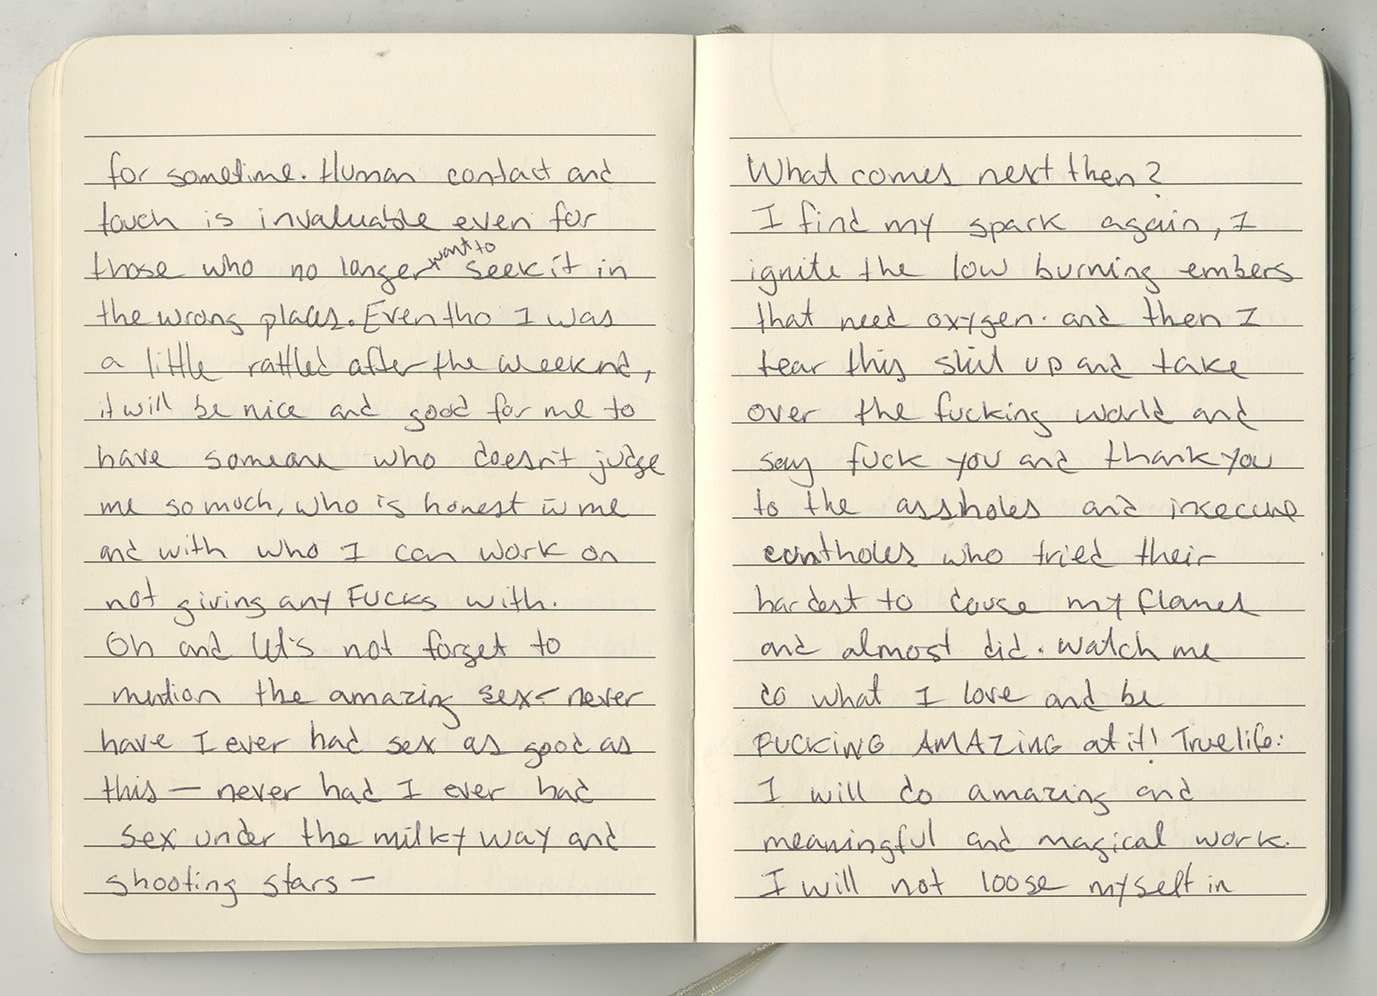 for sometime. Human contact and
touch is invaluable even for
those who no longer want to seek it in
the wrong places. Eventho I was
a little rattled after the weeknd,
it will be nice and good for me to
have someone who doesn't judge
me so much, who is honest w me
and with who I can work on
not giving any FUCKS with.
Oh and let's not forget to
mention the amazing sex - never
have I ever had sex as good as
this — never had I ever had
sex under the milky way and
shooting stars —
What comes next then?
I find my spark again, I
ignite the low burning embers
that need oxygen. and then I
tear this shit up and take
over the fucking world and
say fuck you and thank you
to the assholes and insecure
who tried their
hardest to douse my flames
and almost did. Watch me
do what I love and be
FUCKING AMAZING at it! True life:
I will do amazing and
meaningful and magical work.
I will not loose myself in